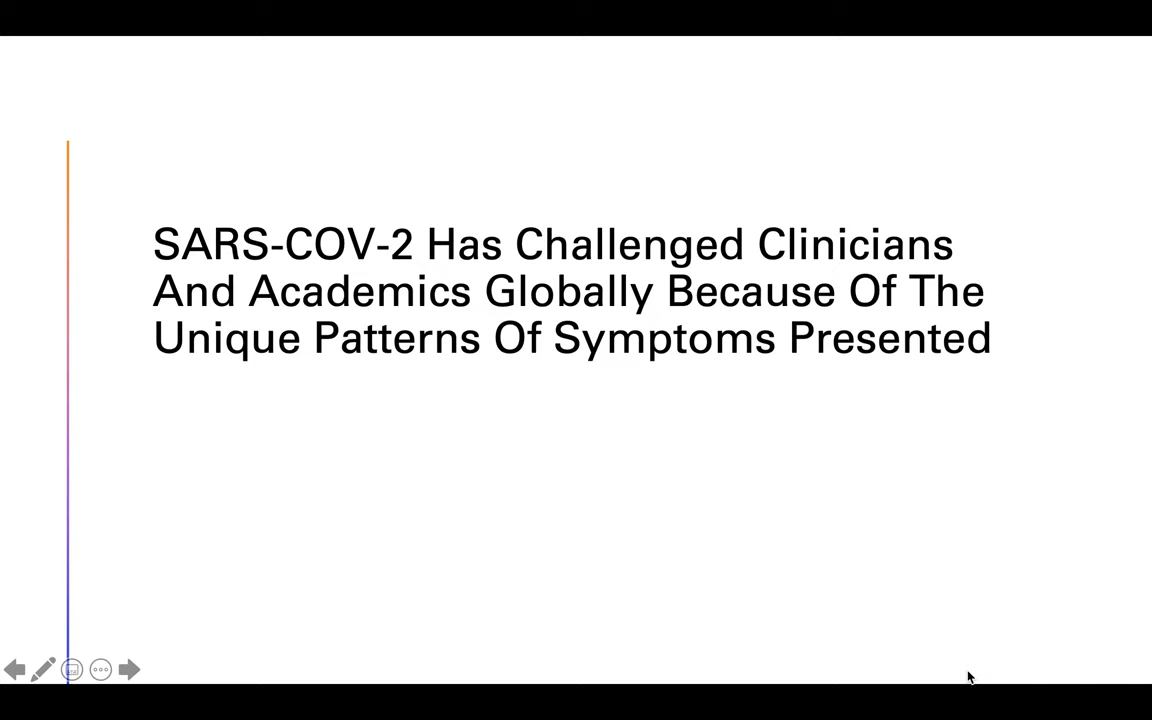 SARS-COV-2 Has Challenged Clinicians
And Academics Globally Because Of The
Unique Patterns Of Symptoms Presented